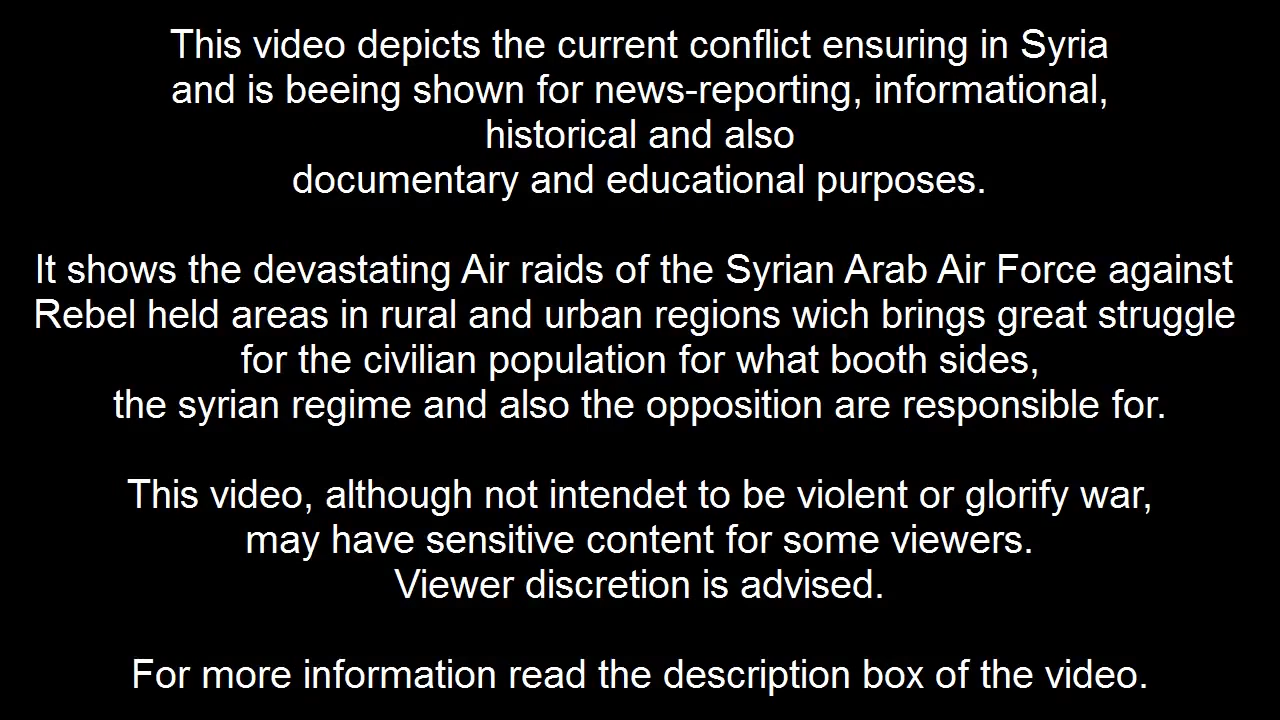 This video depicts the current conflict ensuring in Syria
and is beeing shown for news-reporting, informational,
historical and also
documentary and educational purposes.
It shows the devastating Air raids of the Syrian Arab Air Force against
Rebel held areas in rural and urban regions wich brings great struggle
for the civilian population for what booth sides,
the syrian regime and also the opposition are responsible for.
This video, although not intendet to be violent or glorify war,
may have sensitive content for some viewers.
Viewer discretion is advised.
For more information read the description box of the video.